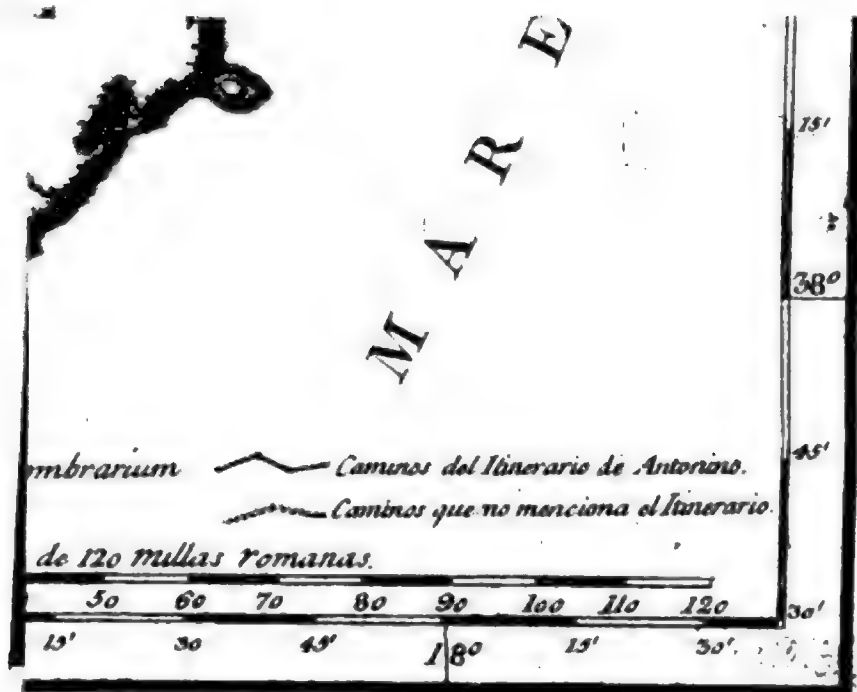 MARE
15'
38°
45'
mbrarium
Caminos del Itinerario de Antonino.
Caminos que no menciona el Itinerario.
de 120 millas romanas.
50 60 70 80 90 100 110 120
30'
15' 30 45' 18° 15' 30'